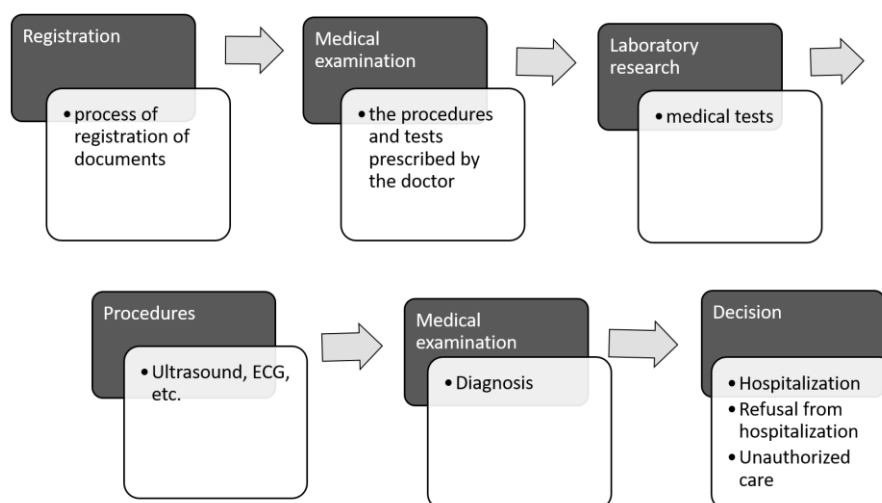 Registration
• process of
registration of
documents
Medical
examination
• the procedures
and tests
prescribed by
the doctor
Laboratory
research
• medical tests
Procedures
• Ultrasound, ECG,
etc.
Medical
examination
• Diagnosis
Decision
• Hospitalization
• Refusal from
hospitalization
• Unauthorized
care